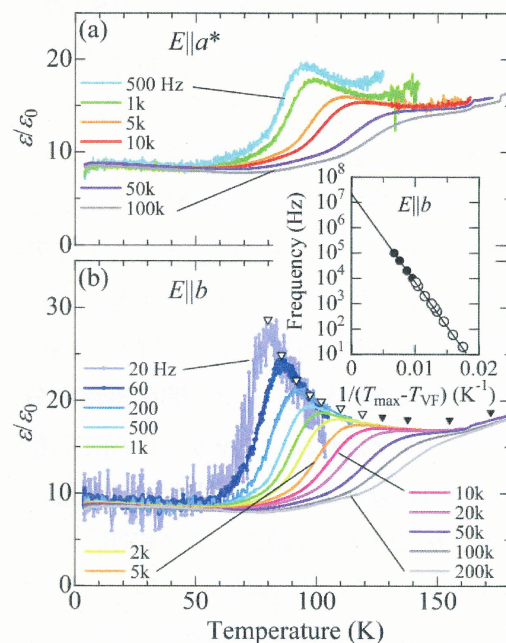 (a)
E||a*
20
15
10
0
ε/ε0
500 Hz
1k
5k
10k
50k
100k
(b)
E||b
30
20
10
0
ε/ε0
20 Hz
60
200
500
1k
2k
5k
10k
20k
50k
100k
200k
E||b
Frequency (Hz)
10^7
10^6
10^5
10^4
10^3
10^2
10^1
0
0.01
0.02
1/(Tmax-TVF) (K^-1)
0
50
100
150
Temperature (K)